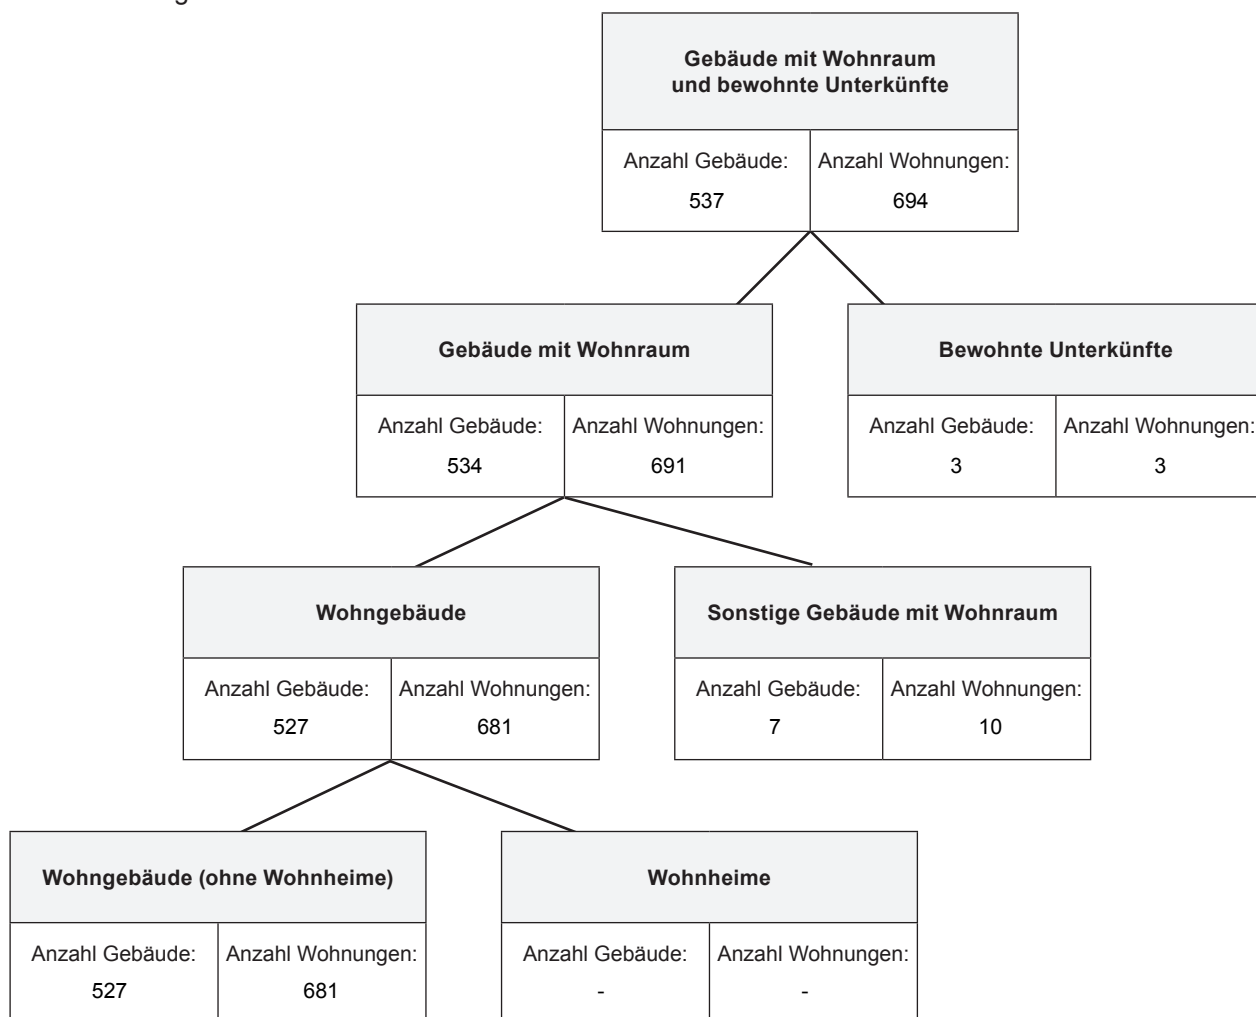 Gebäude mit Wohnraum
und bewohnte Unterkünfte
Anzahl Gebäude: Anzahl Wohnungen:
537 694
Gebäude mit Wohnraum
Anzahl Gebäude: Anzahl Wohnungen:
534 691
Bewohnte Unterkünfte
Anzahl Gebäude: Anzahl Wohnungen:
3 3
Wohngebäude
Anzahl Gebäude: Anzahl Wohnungen:
527 681
Sonstige Gebäude mit Wohnraum
Anzahl Gebäude: Anzahl Wohnungen:
7 10
Wohngebäude (ohne Wohnheime)
Anzahl Gebäude: Anzahl Wohnungen:
527 681
Wohnheime
Anzahl Gebäude: Anzahl Wohnungen:
- -